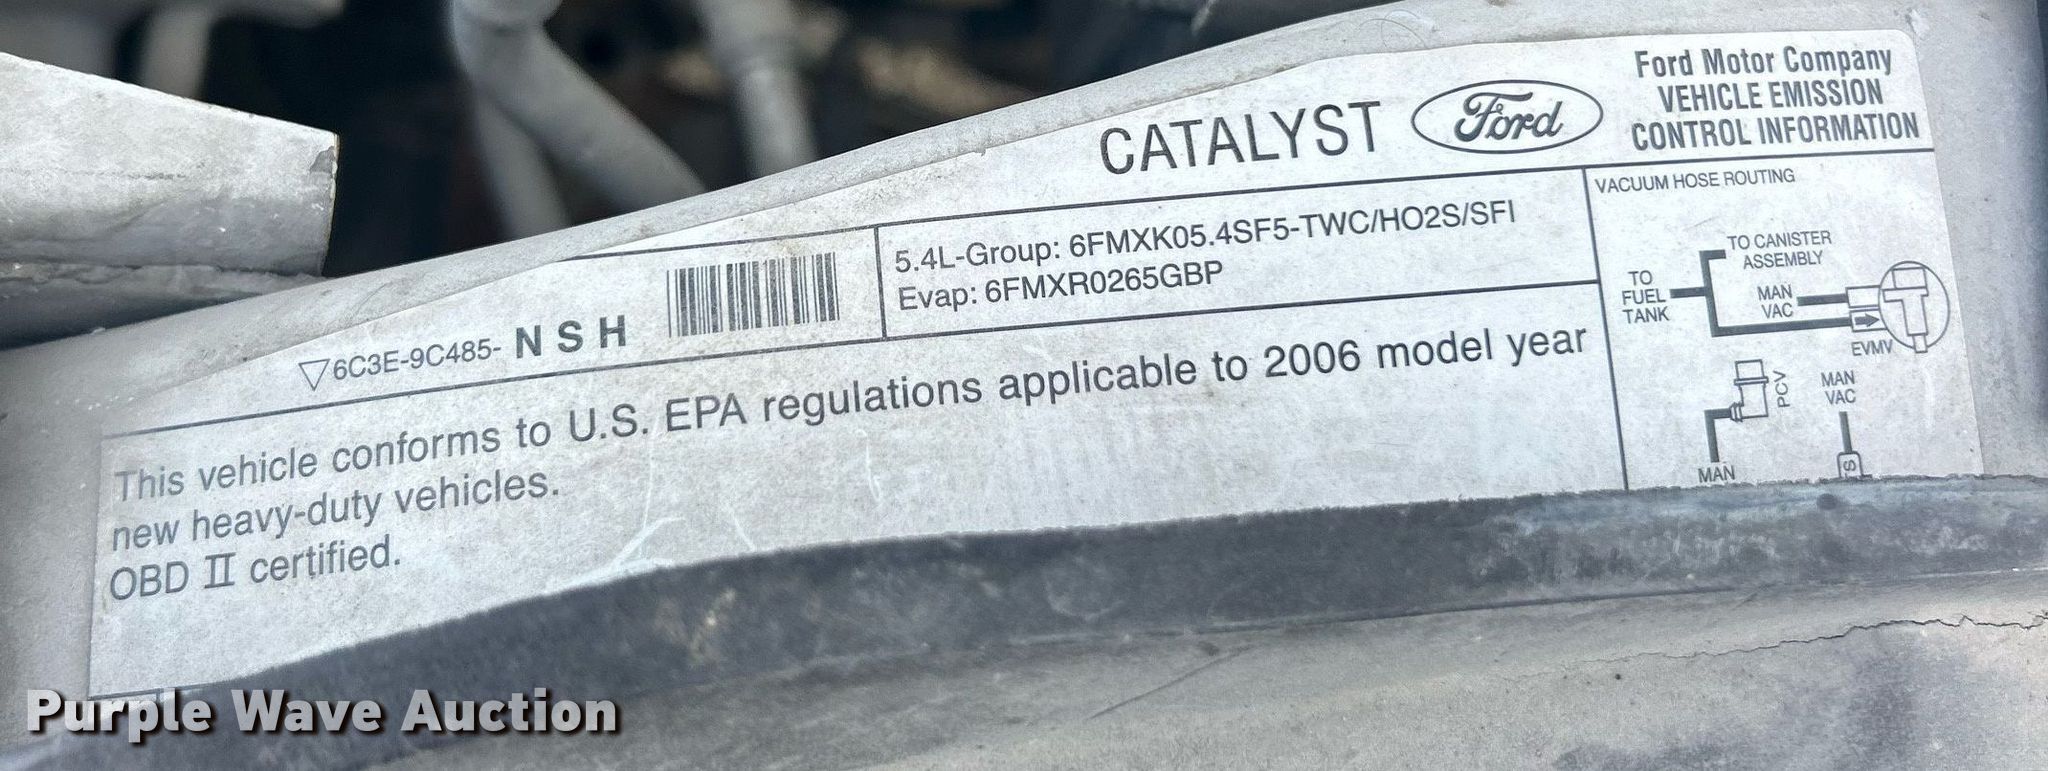 CATALYST
Ford
Ford Motor Company
VEHICLE EMISSION
CONTROL INFORMATION
6C3E-9C485- NSH
5.4L-Group: 6FMXK05.4SF5-TWC/HO2S/SFI
Evap: 6FMXR0265GBP
This vehicle conforms to U.S. EPA regulations applicable to 2006 model year
new heavy-duty vehicles.
OBD II certified.
VACUUM HOSE ROUTING
TO CANISTER
ASSEMBLY
TO
FUEL
TANK
MAN
VAC
EVMV
PCV
MAN
VAC
MAN
S
Purple Wave Auction